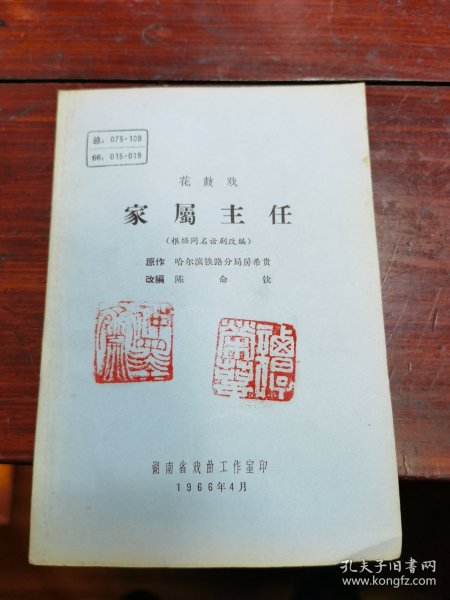 总：075·109
66：015·019
花鼓戏
家屬主任
（根据同名话剧改编）
原作 哈尔滨铁路分局房希贵
改编 陈命钦
湖南省戏曲工作室印
1966年4月
孔夫子旧书网
www.kongfz.com